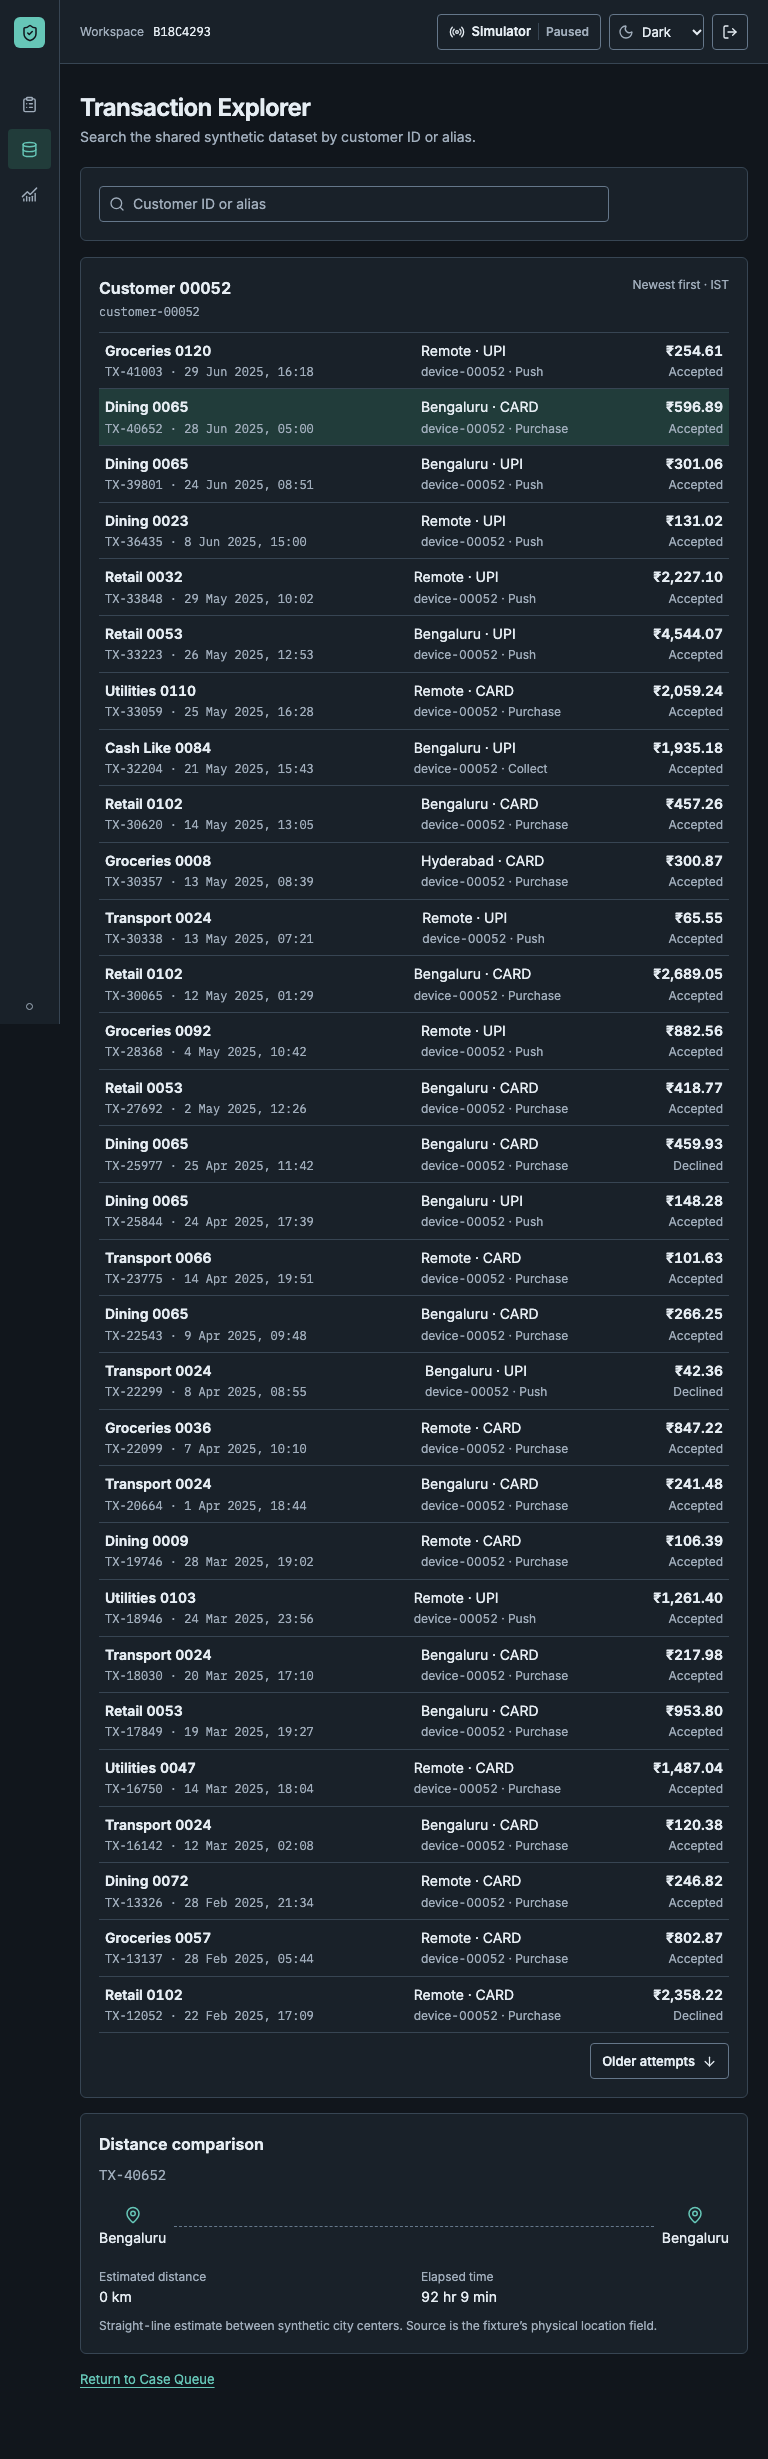 Workspace B18C4293
Simulator Paused
Dark
Transaction Explorer
Search the shared synthetic dataset by customer ID or alias.
Customer ID or alias
Customer 00052 Newest first · IST
customer-00052
Groceries 0120 Remote · UPI ₹254.61
TX-41003 · 29 Jun 2025, 16:18 device-00052 · Push Accepted
Dining 0065 Bengaluru · CARD ₹596.89
TX-40652 · 28 Jun 2025, 05:00 device-00052 · Purchase Accepted
Dining 0065 Bengaluru · UPI ₹301.06
TX-39801 · 24 Jun 2025, 08:51 device-00052 · Push Accepted
Dining 0023 Remote · UPI ₹131.02
TX-36435 · 8 Jun 2025, 15:00 device-00052 · Push Accepted
Retail 0032 Remote · UPI ₹2,227.10
TX-33848 · 29 May 2025, 10:02 device-00052 · Push Accepted
Retail 0053 Bengaluru · UPI ₹4,544.07
TX-33223 · 26 May 2025, 12:53 device-00052 · Push Accepted
Utilities 0110 Remote · CARD ₹2,059.24
TX-33059 · 25 May 2025, 16:28 device-00052 · Purchase Accepted
Cash Like 0084 Bengaluru · UPI ₹1,935.18
TX-32204 · 21 May 2025, 15:43 device-00052 · Collect Accepted
Retail 0102 Bengaluru · CARD ₹457.26
TX-30620 · 14 May 2025, 13:05 device-00052 · Purchase Accepted
Groceries 0008 Hyderabad · CARD ₹300.87
TX-30357 · 13 May 2025, 08:39 device-00052 · Purchase Accepted
Transport 0024 Remote · UPI ₹65.55
TX-30338 · 13 May 2025, 07:21 device-00052 · Push Accepted
Retail 0102 Bengaluru · CARD ₹2,689.05
TX-30065 · 12 May 2025, 01:29 device-00052 · Purchase Accepted
Groceries 0092 Remote · UPI ₹882.56
TX-28368 · 4 May 2025, 10:42 device-00052 · Push Accepted
Retail 0053 Bengaluru · CARD ₹418.77
TX-27692 · 2 May 2025, 12:26 device-00052 · Purchase Accepted
Dining 0065 Bengaluru · CARD ₹459.93
TX-25977 · 25 Apr 2025, 11:42 device-00052 · Purchase Declined
Dining 0065 Bengaluru · UPI ₹148.28
TX-25844 · 24 Apr 2025, 17:39 device-00052 · Push Accepted
Transport 0066 Remote · CARD ₹101.63
TX-23775 · 14 Apr 2025, 19:51 device-00052 · Purchase Accepted
Dining 0065 Bengaluru · CARD ₹266.25
TX-22543 · 9 Apr 2025, 09:48 device-00052 · Purchase Accepted
Transport 0024 Bengaluru · UPI ₹42.36
TX-22299 · 8 Apr 2025, 08:55 device-00052 · Push Declined
Groceries 0036 Remote · CARD ₹847.22
TX-22099 · 7 Apr 2025, 10:10 device-00052 · Purchase Accepted
Transport 0024 Bengaluru · CARD ₹241.48
TX-20664 · 1 Apr 2025, 18:44 device-00052 · Purchase Accepted
Dining 0009 Remote · CARD ₹106.39
TX-19746 · 28 Mar 2025, 19:02 device-00052 · Purchase Accepted
Utilities 0103 Remote · UPI ₹1,261.40
TX-18946 · 24 Mar 2025, 23:56 device-00052 · Push Accepted
Transport 0024 Bengaluru · CARD ₹217.98
TX-18030 · 20 Mar 2025, 17:10 device-00052 · Purchase Accepted
Retail 0053 Bengaluru · CARD ₹953.80
TX-17849 · 19 Mar 2025, 19:27 device-00052 · Purchase Accepted
Utilities 0047 Remote · CARD ₹1,487.04
TX-16750 · 14 Mar 2025, 18:04 device-00052 · Purchase Accepted
Transport 0024 Bengaluru · CARD ₹120.38
TX-16142 · 12 Mar 2025, 02:08 device-00052 · Purchase Accepted
Dining 0072 Remote · CARD ₹246.82
TX-13326 · 28 Feb 2025, 21:34 device-00052 · Purchase Accepted
Groceries 0057 Remote · CARD ₹802.87
TX-13137 · 28 Feb 2025, 05:44 device-00052 · Purchase Accepted
Retail 0102 Remote · CARD ₹2,358.22
TX-12052 · 22 Feb 2025, 17:09 device-00052 · Purchase Declined
Older attempts
Distance comparison
TX-40652
Bengaluru Bengaluru
Estimated distance Elapsed time
0 km 92 hr 9 min
Straight-line estimate between synthetic city centers. Source is the fixture’s physical location field.
Return to Case Queue